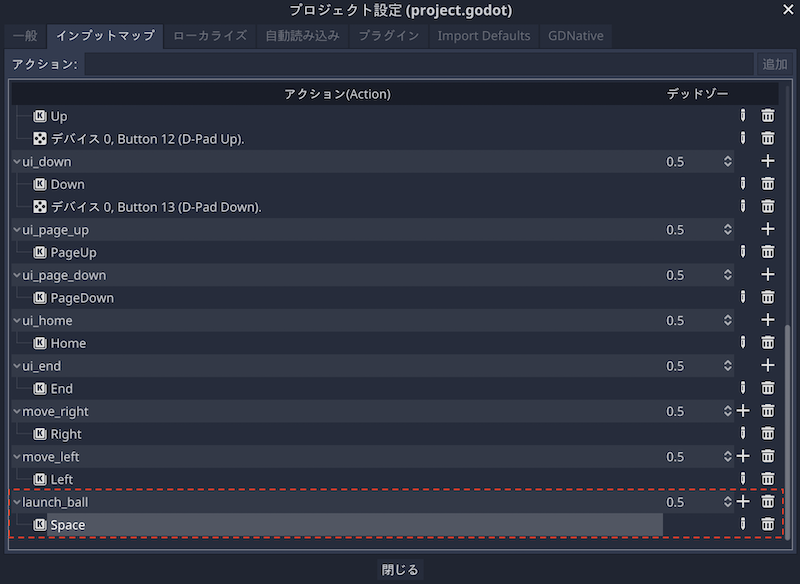 プロジェクト設定 (project.godot)
一般 インプットマップ ローカライズ 自動読み込み プラグイン Import Defaults GDNative
アクション: 追加
アクション(Action) デッドゾー
Up
デバイス 0, Button 12 (D-Pad Up).
ui_down 0.5
Down
デバイス 0, Button 13 (D-Pad Down).
ui_page_up 0.5
PageUp
ui_page_down 0.5
PageDown
ui_home 0.5
Home
ui_end 0.5
End
move_right 0.5
Right
move_left 0.5
Left
launch_ball 0.5
Space
閉じる